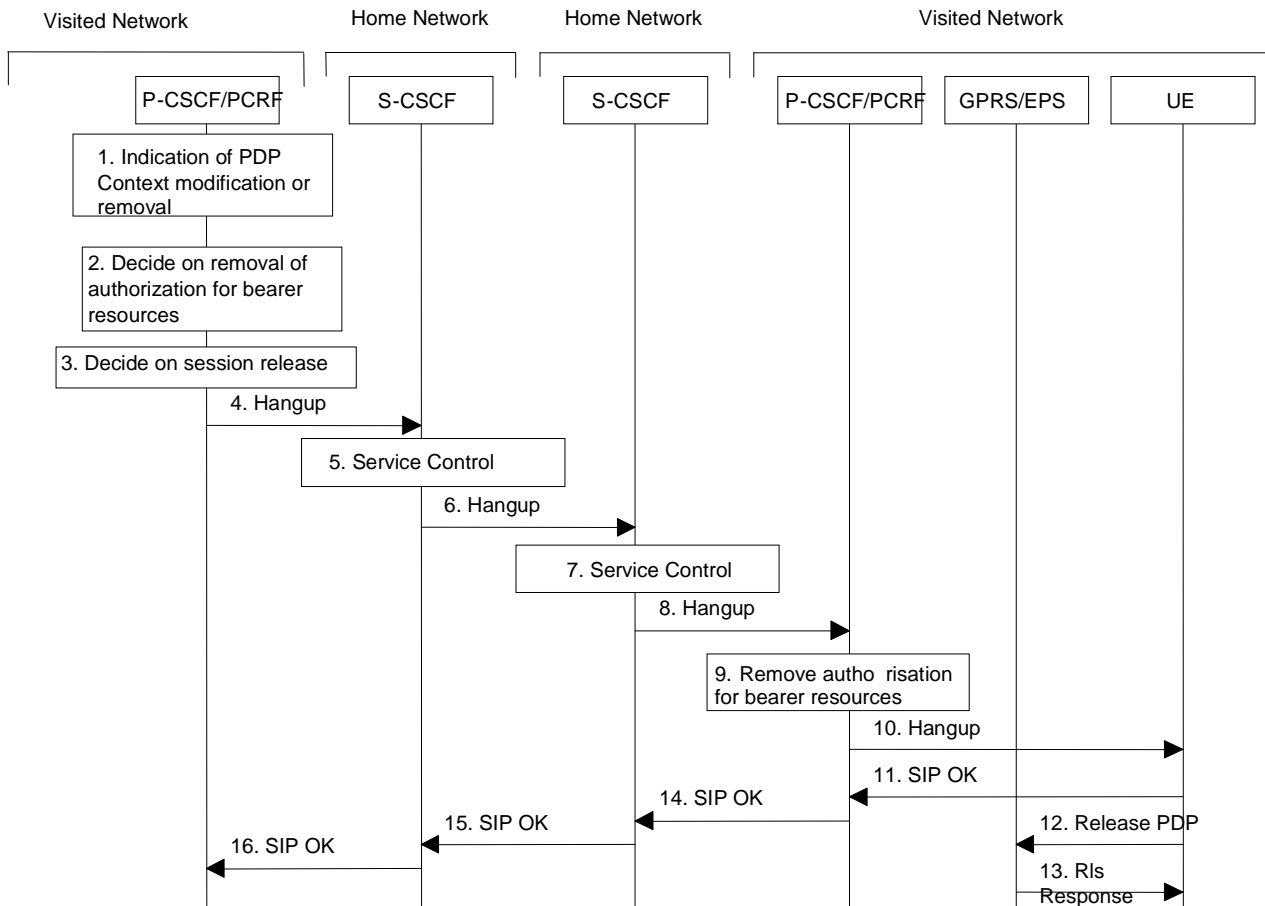 Visited Network
Home Network
Home Network
Visited Network
P-CSCF/PCRF
S-CSCF
S-CSCF
P-CSCF/PCRF
GPRS/EPS
UE
1. Indication of PDP
Context modification or
removal
2. Decide on removal of
authorization for bearer
resources
3. Decide on session release
4. Hangup
5. Service Control
6. Hangup
7. Service Control
8. Hangup
9. Remove autho risation
for bearer resources
10. Hangup
11. SIP OK
14. SIP OK
15. SIP OK
12. Release PDP
16. SIP OK
13. Rls
Response